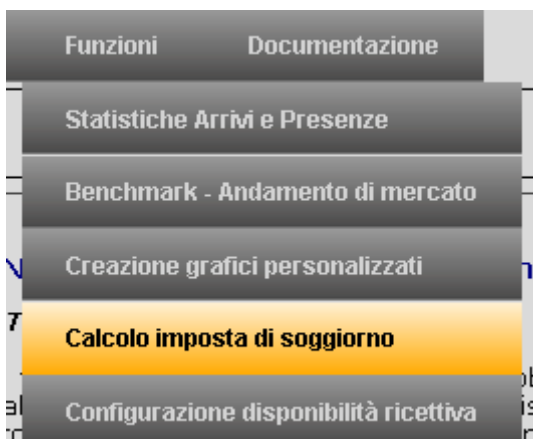 Funzioni Documentazione
Statistiche Arrivi e Presenze
Benchmark - Andamento di mercato
Creazione grafici personalizzati
Calcolo imposta di soggiorno
Configurazione disponibilità ricettiva